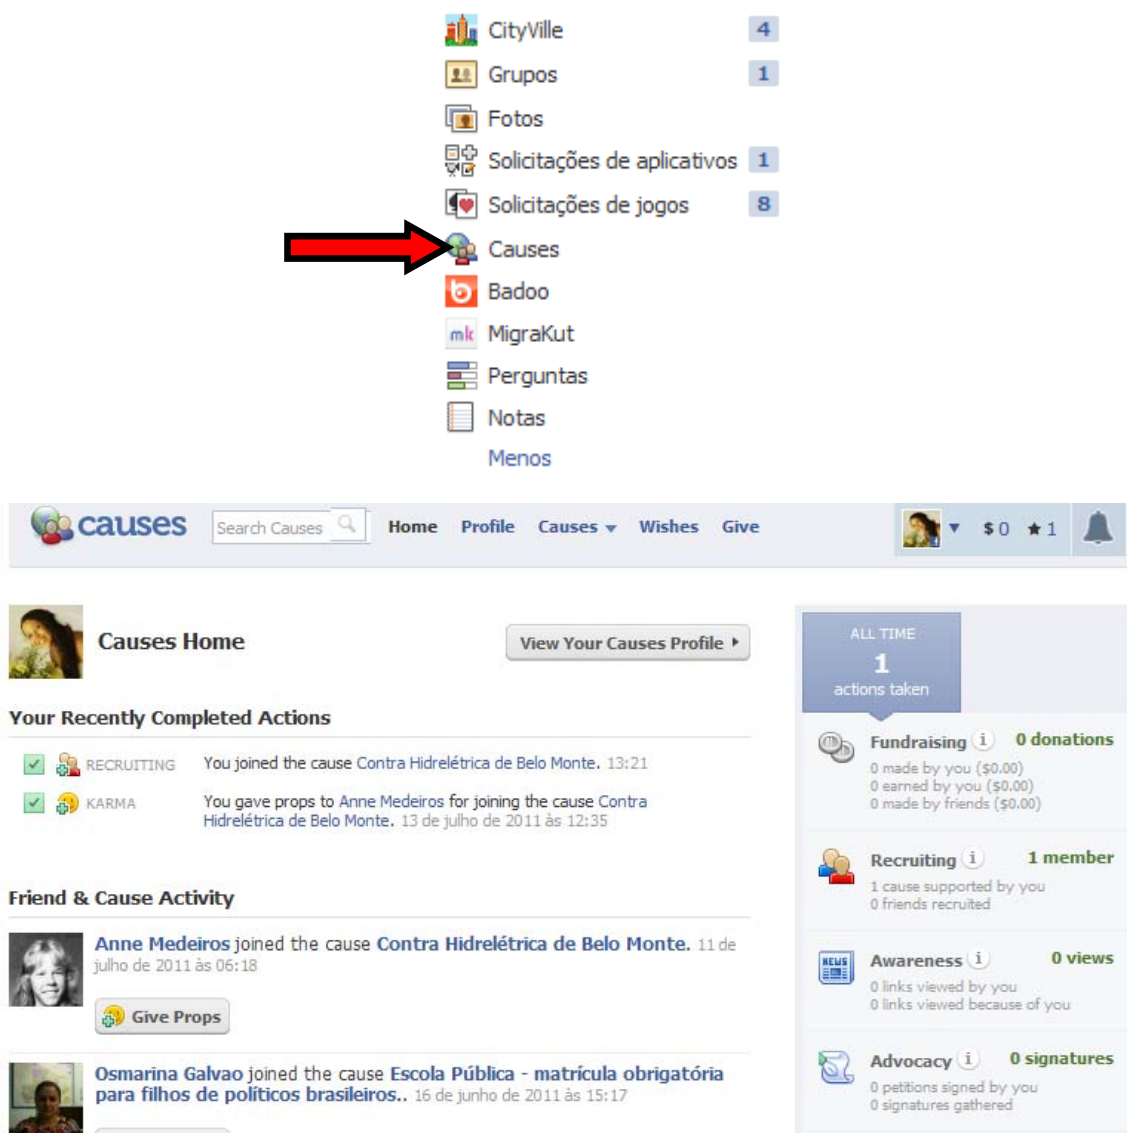 CityVille 4
Grupos 1
Fotos
Solicitações de aplicativos 1
Solicitações de jogos 8
Causes
Badoo
mk MigraKut
Perguntas
Notas
Menos
causes Search Causes Home Profile Causes Wishes Give $ 0 ★ 1
Causes Home
View Your Causes Profile
Your Recently Completed Actions
RECRUITING You joined the cause Contra Hidrelétrica de Belo Monte. 13:21
KARMA You gave props to Anne Medeiros for joining the cause Contra
Hidrelétrica de Belo Monte. 13 de julho de 2011 às 12:35
Friend & Cause Activity
Anne Medeiros joined the cause Contra Hidrelétrica de Belo Monte. 11 de
julho de 2011 às 06:18
Give Props
Osmarina Galvao joined the cause Escola Pública - matrícula obrigatória
para filhos de políticos brasileiros.. 16 de junho de 2011 às 15:17
ALL TIME
1
actions taken
Fundraising i 0 donations
0 made by you ($0.00)
0 earned by you ($0.00)
0 made by friends ($0.00)
Recruiting i 1 member
1 cause supported by you
0 friends recruited
NEWS
Awareness i 0 views
0 links viewed by you
0 links viewed because of you
Advocacy i 0 signatures
0 petitions signed by you
0 signatures gathered